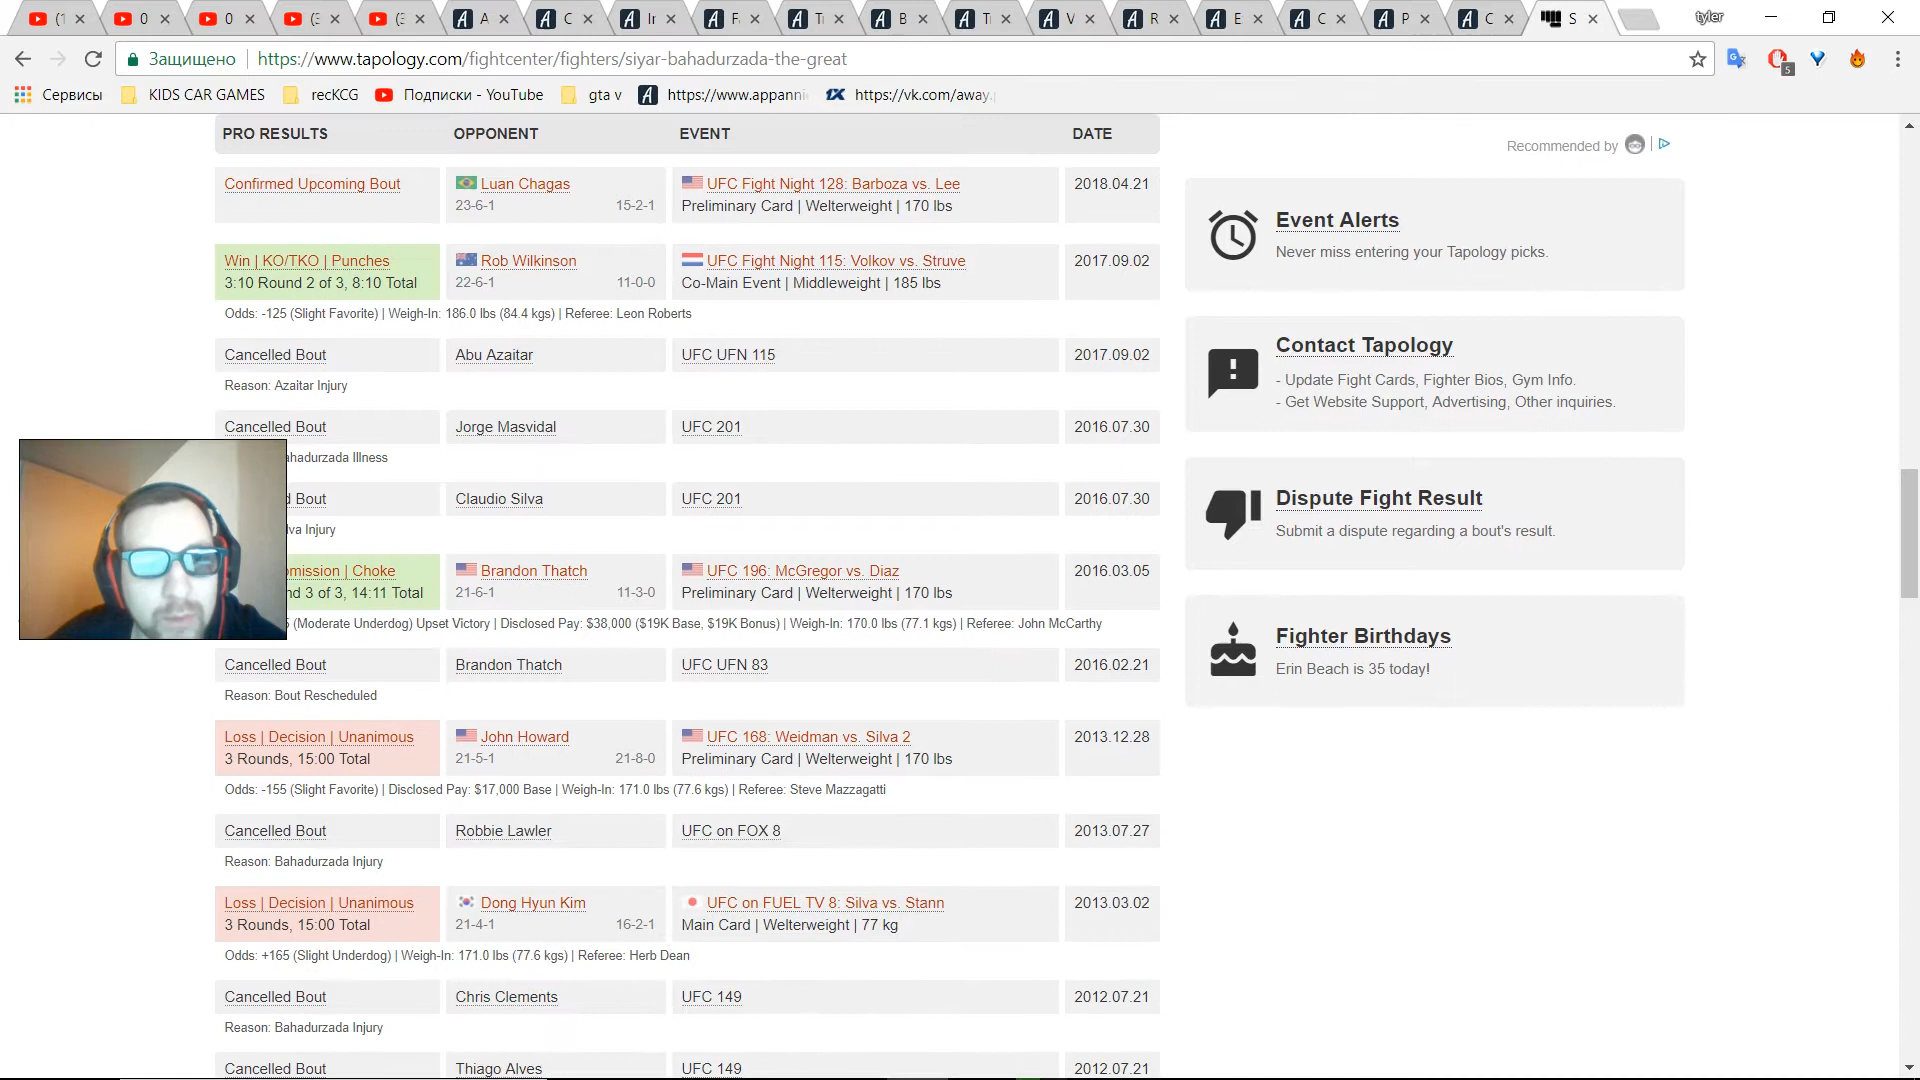 (1
0
0
(3
(3
A
C
In
F
T
B
T
V
R
E
C
P
C
S
tyler
Защищено
https://www.tapology.com/fightcenter/fighters/siyar-bahadurzada-the-great
5
Сервисы
KIDS CAR GAMES
recKCG
Подписки - YouTube
gta v
https://www.appanni
https://vk.com/away.
PRO RESULTS OPPONENT EVENT DATE
Confirmed Upcoming Bout Luan Chagas UFC Fight Night 128: Barboza vs. Lee 2018.04.21
23-6-1 15-2-1 Preliminary Card | Welterweight | 170 lbs
Win | KO/TKO | Punches Rob Wilkinson UFC Fight Night 115: Volkov vs. Struve 2017.09.02
3:10 Round 2 of 3, 8:10 Total 22-6-1 11-0-0 Co-Main Event | Middleweight | 185 lbs
Odds: -125 (Slight Favorite) | Weigh-In: 186.0 lbs (84.4 kgs) | Referee: Leon Roberts
Cancelled Bout Abu Azaitar UFC UFN 115 2017.09.02
Reason: Azaitar Injury
Cancelled Bout Jorge Masvidal UFC 201 2016.07.30
ahadurzada Illness
d Bout Claudio Silva UFC 201 2016.07.30
lva Injury
omission | Choke Brandon Thatch UFC 196: McGregor vs. Diaz 2016.03.05
nd 3 of 3, 14:11 Total 21-6-1 11-3-0 Preliminary Card | Welterweight | 170 lbs
5 (Moderate Underdog) Upset Victory | Disclosed Pay: $38,000 ($19K Base, $19K Bonus) | Weigh-In: 170.0 lbs (77.1 kgs) | Referee: John McCarthy
Cancelled Bout Brandon Thatch UFC UFN 83 2016.02.21
Reason: Bout Rescheduled
Loss | Decision | Unanimous John Howard UFC 168: Weidman vs. Silva 2 2013.12.28
3 Rounds, 15:00 Total 21-5-1 21-8-0 Preliminary Card | Welterweight | 170 lbs
Odds: -155 (Slight Favorite) | Disclosed Pay: $17,000 Base | Weigh-In: 171.0 lbs (77.6 kgs) | Referee: Steve Mazzagatti
Cancelled Bout Robbie Lawler UFC on FOX 8 2013.07.27
Reason: Bahadurzada Injury
Loss | Decision | Unanimous Dong Hyun Kim UFC on FUEL TV 8: Silva vs. Stann 2013.03.02
3 Rounds, 15:00 Total 21-4-1 16-2-1 Main Card | Welterweight | 77 kg
Odds: +165 (Slight Underdog) | Weigh-In: 171.0 lbs (77.6 kgs) | Referee: Herb Dean
Cancelled Bout Chris Clements UFC 149 2012.07.21
Reason: Bahadurzada Injury
Cancelled Bout Thiago Alves UFC 149 2012.07.21
Recommended by
Event Alerts
Never miss entering your Tapology picks.
Contact Tapology
- Update Fight Cards, Fighter Bios, Gym Info.
- Get Website Support, Advertising, Other inquiries.
Dispute Fight Result
Submit a dispute regarding a bout's result.
Fighter Birthdays
Erin Beach is 35 today!